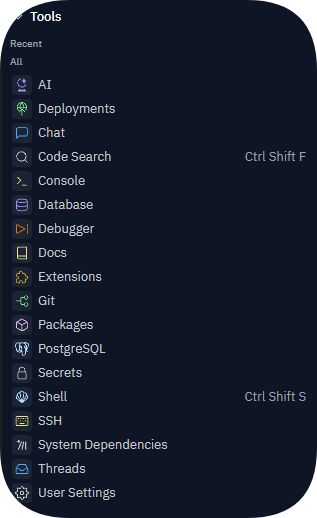 Tools
Recent
All
AI
Deployments
Chat
Code Search Ctrl Shift F
Console
Database
Debugger
Docs
Extensions
Git
Packages
PostgreSQL
Secrets
Shell Ctrl Shift S
SSH
System Dependencies
Threads
User Settings